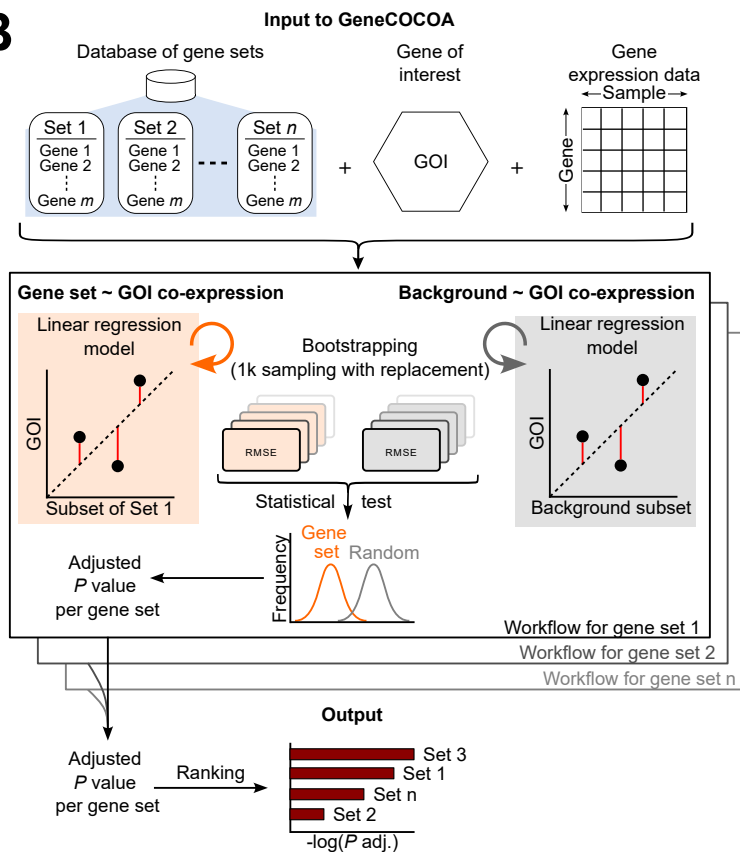 B
Input to GeneCOCOA
Database of gene sets
Gene of
interest
Gene
expression data
Sample
Gene
Set 1
Gene 1
Gene 2
Gene m
Set 2
Gene 1
Gene 2
Gene m
Set n
Gene 1
Gene 2
Gene m
+
GOI
+
Gene set ~ GOI co-expression
Background ~ GOI co-expression
Linear regression
model
GOI
Subset of Set 1
Bootstrapping
(1k sampling with replacement)
RMSE
RMSE
Linear regression
model
GOI
Background subset
Statistical test
Gene
set
Random
Frequency
Adjusted
P value
per gene set
Workflow for gene set 1
Workflow for gene set 2
Workflow for gene set n
Output
Adjusted
P value
per gene set
Ranking
Set 3
Set 1
Set n
Set 2
-log(P adj.)